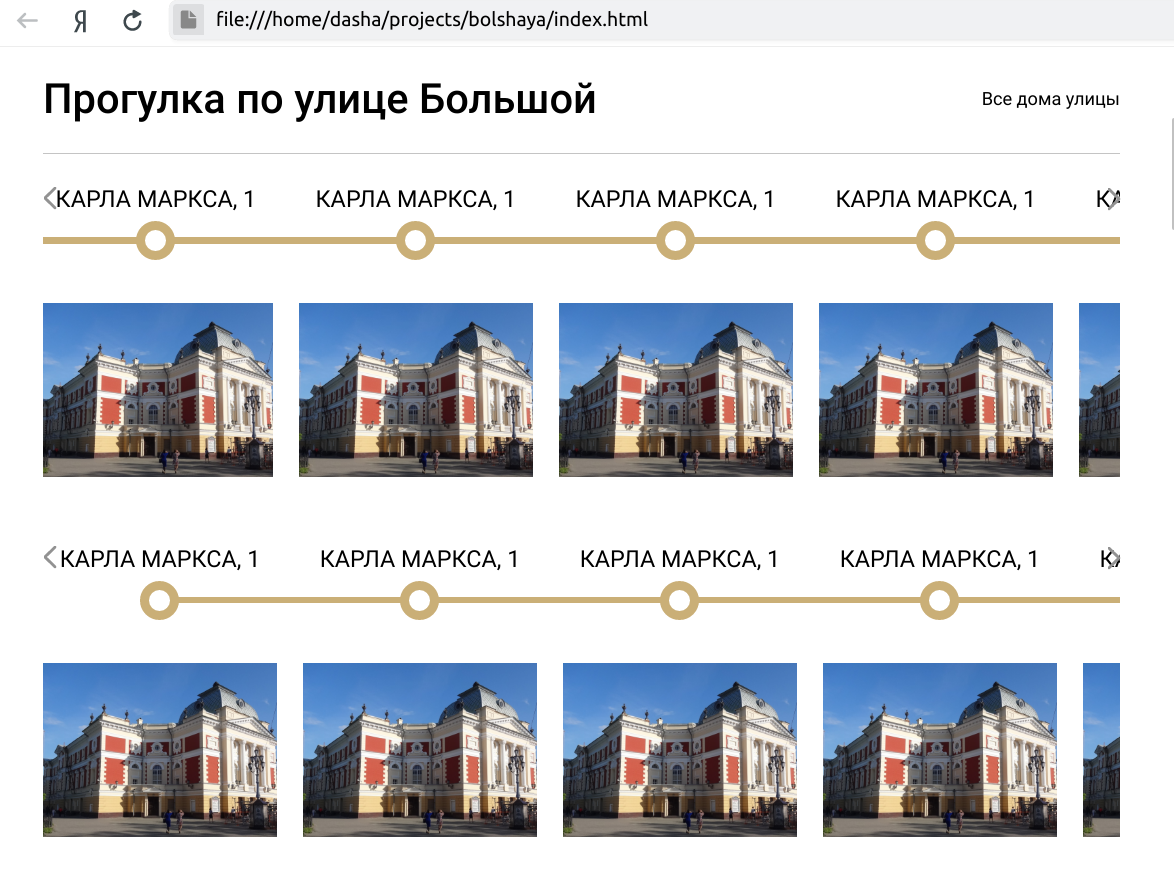 Я
file:///home/dasha/projects/bolshaya/index.html
Прогулка по улице Большой
Все дома улицы
КАРЛА МАРКСА, 1 КАРЛА МАРКСА, 1 КАРЛА МАРКСА, 1 КАРЛА МАРКСА, 1
КАРЛА МАРКСА, 1 КАРЛА МАРКСА, 1 КАРЛА МАРКСА, 1 КАРЛА МАРКСА, 1